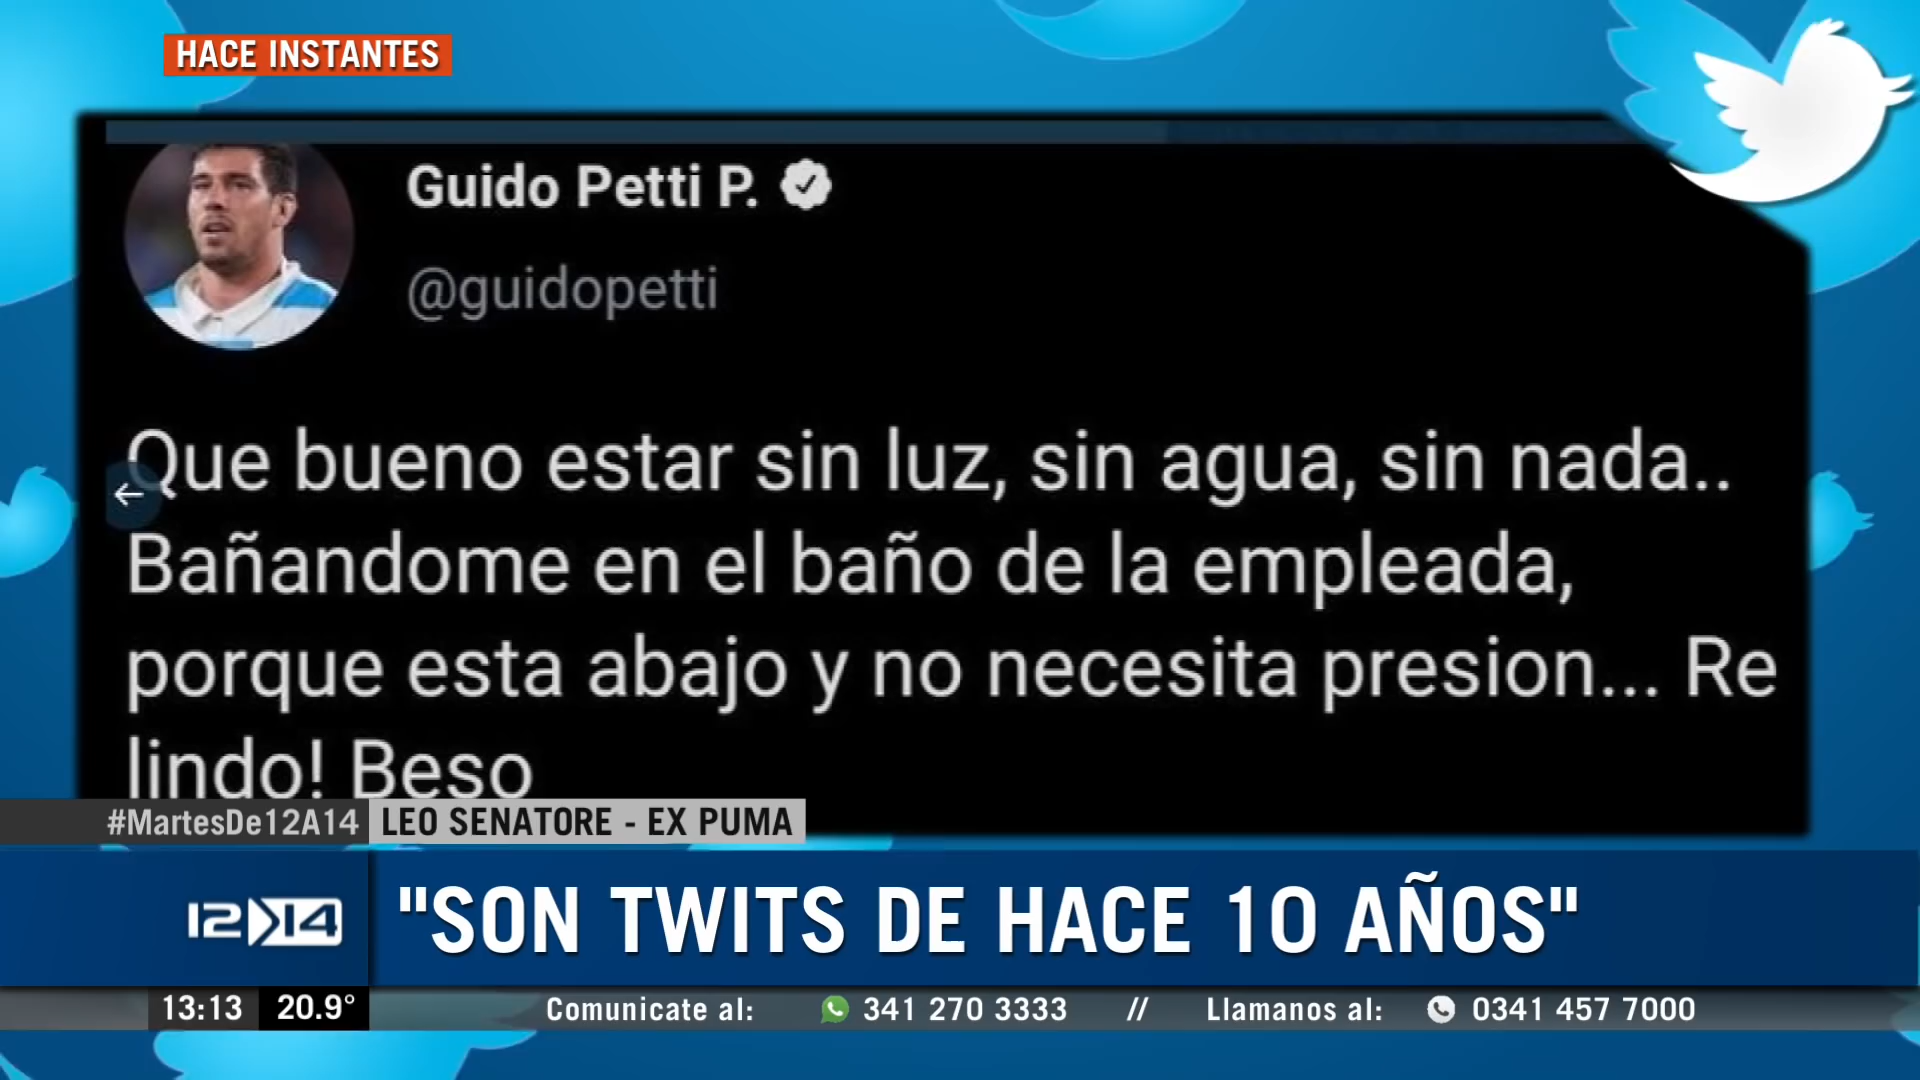 HACE INSTANTES
Guido Petti P.
@guidopetti
Que bueno estar sin luz, sin agua, sin nada..
Bañandome en el baño de la empleada,
porque esta abajo y no necesita presion... Re
lindo! Beso
#MartesDe12A14 LEO SENATORE - EX PUMA
12 14 "SON TWITS DE HACE 10 AÑOS"
13:13 20.9° Comunicate al: 341 270 3333 // Llamanos al: 0341 457 7000